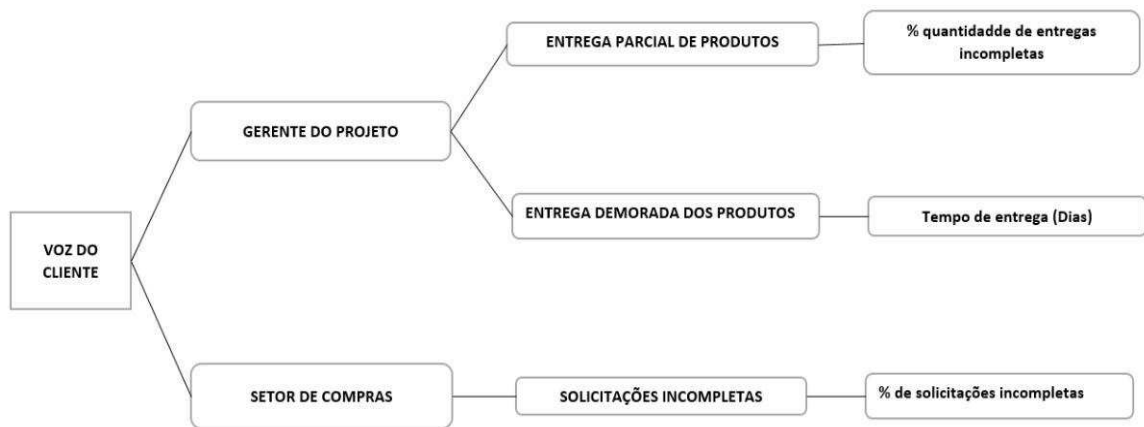 ENTREGA PARCIAL DE PRODUTOS
% quantidadde de entregas
incompletas
GERENTE DO PROJETO
ENTREGA DEMORADA DOS PRODUTOS
Tempo de entrega (Dias)
VOZ DO
CLIENTE
SETOR DE COMPRAS
SOLICITAÇÕES INCOMPLETAS
% de solicitações incompletas